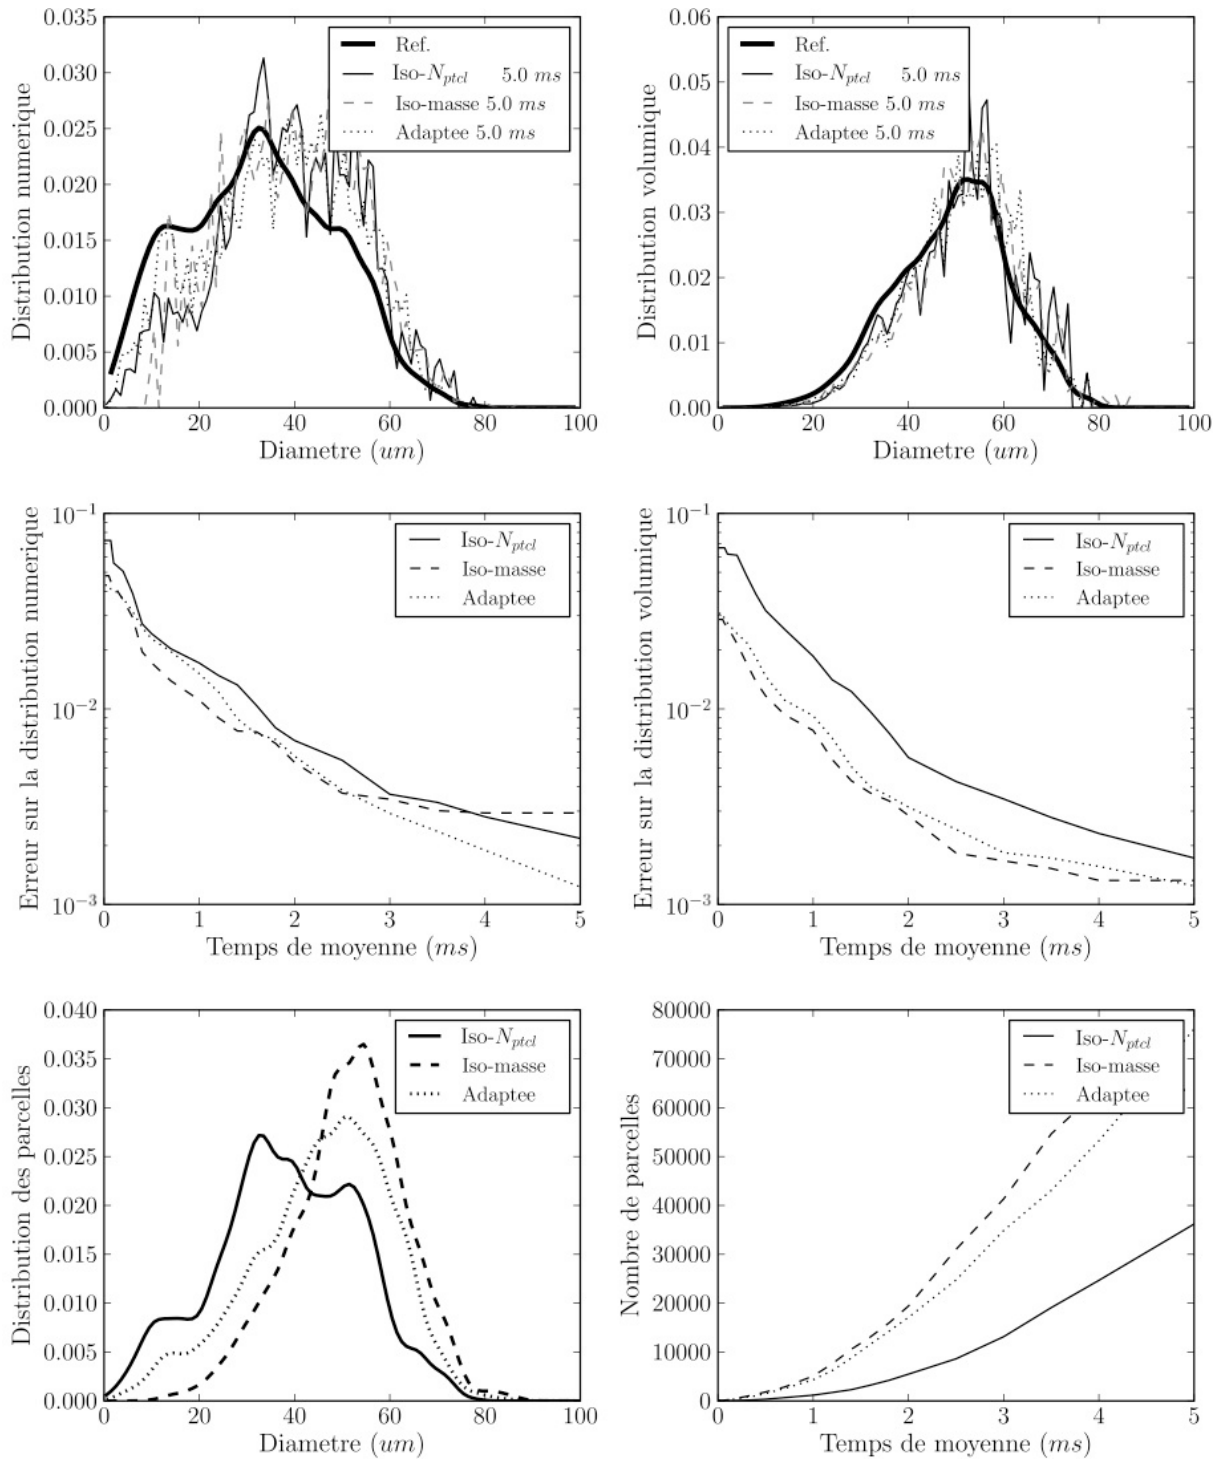 0.035
0.030
0.025
0.020
0.015
0.010
0.005
0.000
Distribution numerique
Ref.
Iso-N_ptcl 5.0 ms
Iso-masse 5.0 ms
Adaptee 5.0 ms
0 20 40 60 80 100
Diametre (um)
0.06
0.05
0.04
0.03
0.02
0.01
0.00
Distribution volumique
Ref.
Iso-N_ptcl 5.0 ms
Iso-masse 5.0 ms
Adaptee 5.0 ms
0 20 40 60 80 100
Diametre (um)
10^-1
10^-2
10^-3
Erreur sur la distribution numerique
Iso-N_ptcl
Iso-masse
Adaptee
0 1 2 3 4 5
Temps de moyenne (ms)
10^-1
10^-2
10^-3
Erreur sur la distribution volumique
Iso-N_ptcl
Iso-masse
Adaptee
0 1 2 3 4 5
Temps de moyenne (ms)
0.040
0.035
0.030
0.025
0.020
0.015
0.010
0.005
0.000
Distribution des parcelles
Iso-N_ptcl
Iso-masse
Adaptee
0 20 40 60 80 100
Diametre (um)
80000
70000
60000
50000
40000
30000
20000
10000
0
Nombre de parcelles
Iso-N_ptcl
Iso-masse
Adaptee
0 1 2 3 4 5
Temps de moyenne (ms)